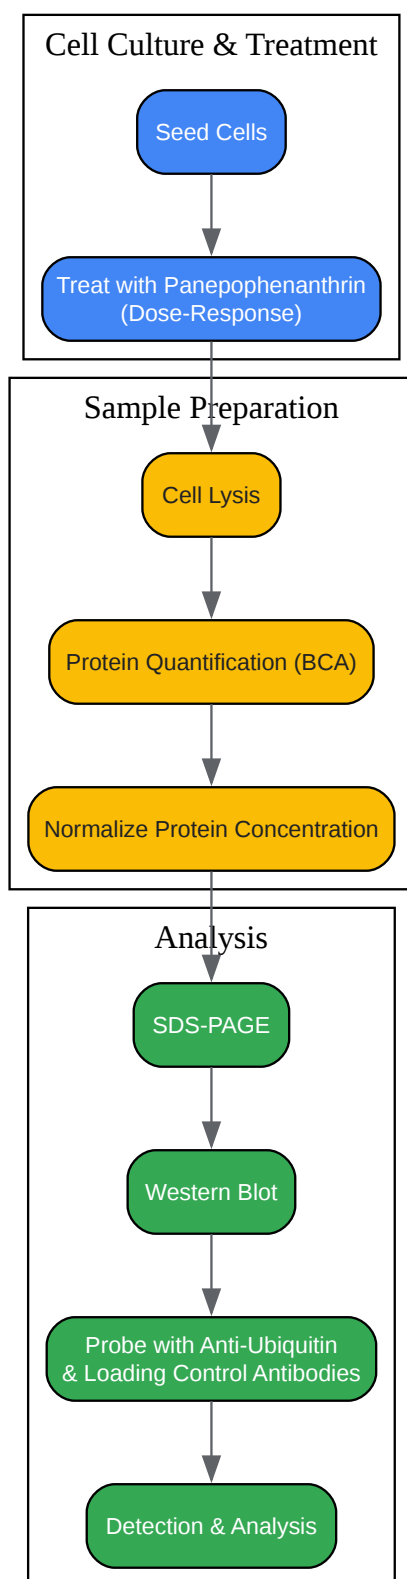 Cell Culture & Treatment
Seed Cells
Treat with Panepophenanthrin
(Dose-Response)
Sample Preparation
Cell Lysis
Protein Quantification (BCA)
Normalize Protein Concentration
Analysis
SDS-PAGE
Western Blot
Probe with Anti-Ubiquitin
& Loading Control Antibodies
Detection & Analysis